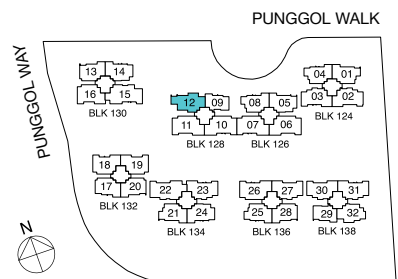 PUNGGOL WALK
PUNGGOL WAY
13 14
16 15
BLK 130
04 01
03 02
BLK 124
12 09
11 10
BLK 128
08 05
07 06
BLK 126
18 19
17 20
BLK 132
22 23
21 24
BLK 134
26 27
25 28
BLK 136
30 31
29 32
BLK 138
N